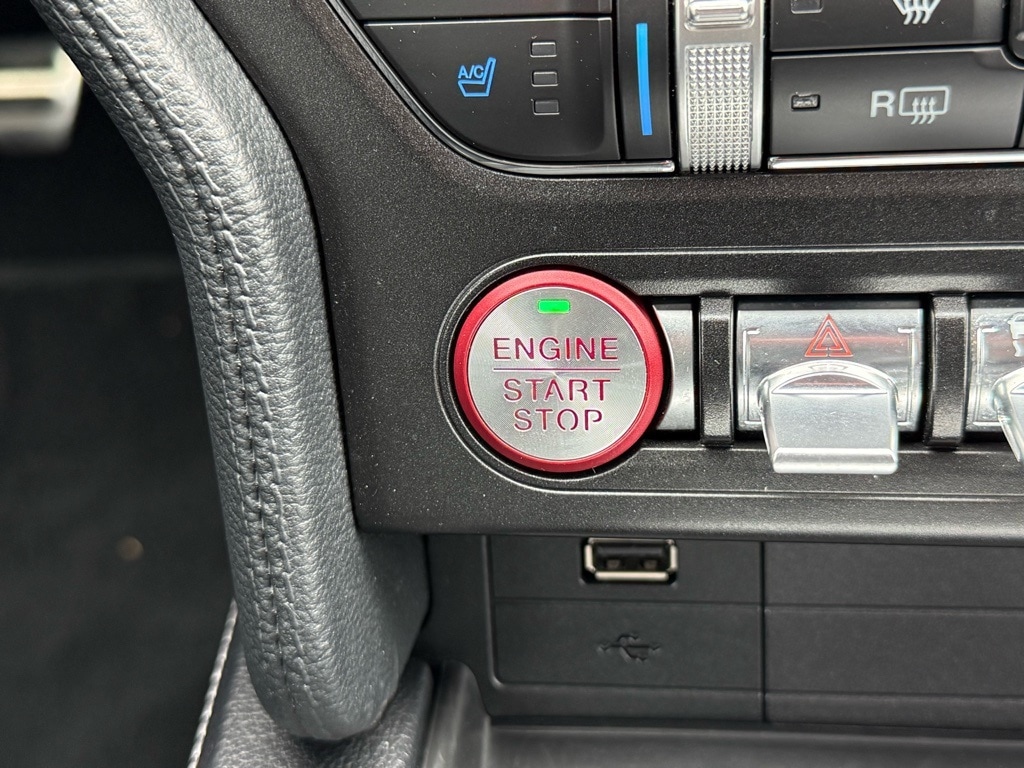 A/C
R
ENGINE
START
STOP